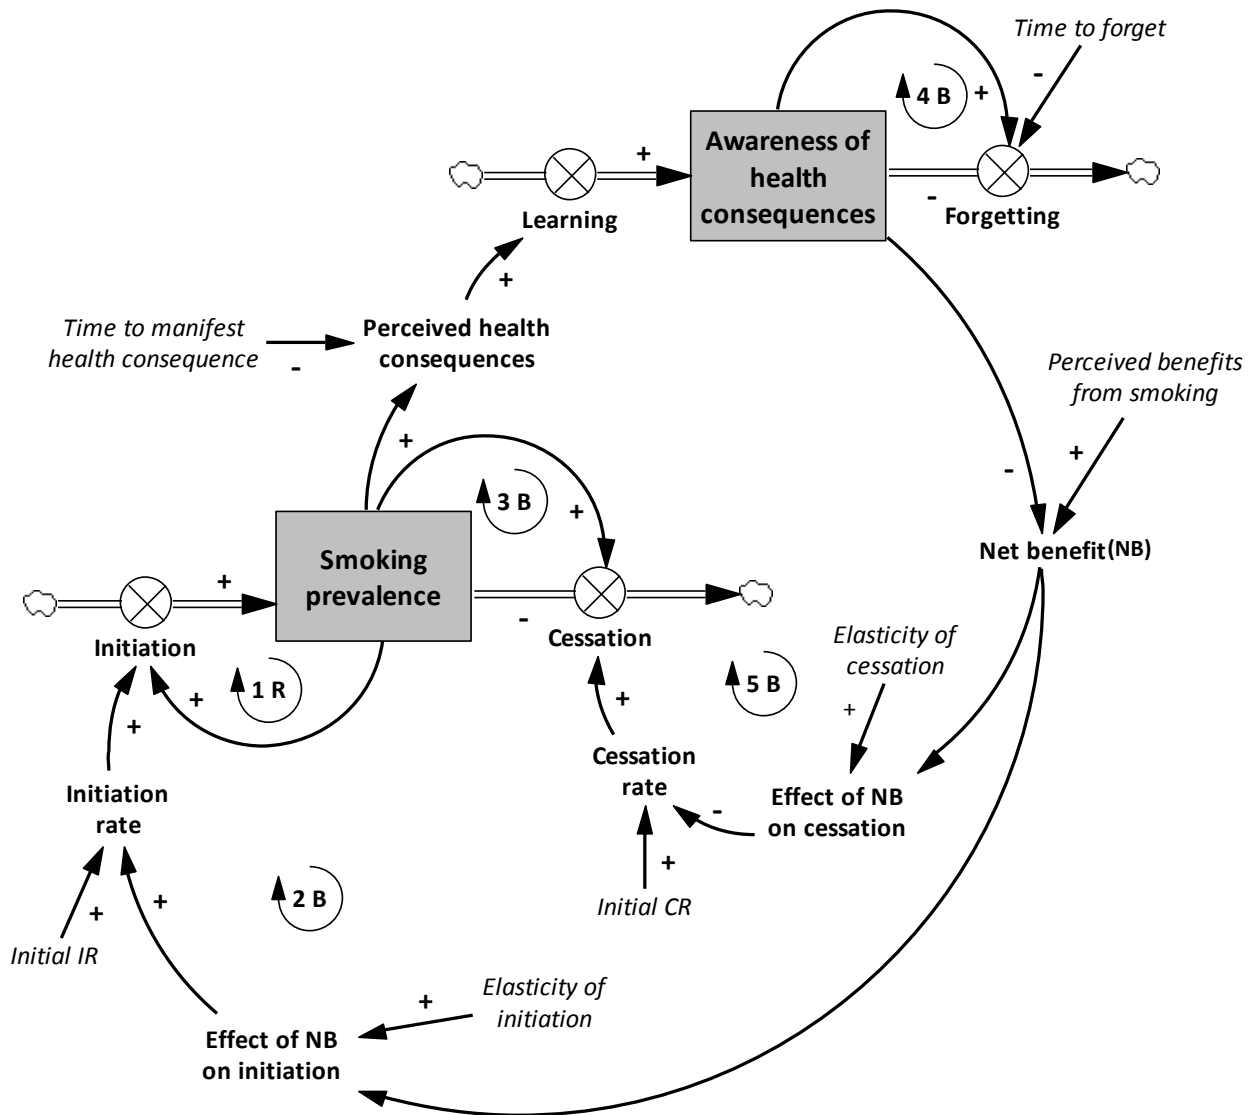 Time to forget
-
4 B
+
Awareness of
health
consequences
+
-
Learning
Forgetting
+
Time to manifest
health consequence
-
Perceived health
consequences
Perceived benefits
from smoking
+
+
-
3 B
+
Smoking
prevalence
Net benefit(NB)
+
-
Initiation
Cessation
Elasticity of
cessation
1 R
+
5 B
+
+
+
Cessation
rate
Initiation
rate
Effect of NB
on cessation
-
+
2 B
+
+
Initial CR
Initial IR
Elasticity of
initiation
+
Effect of NB
on initiation